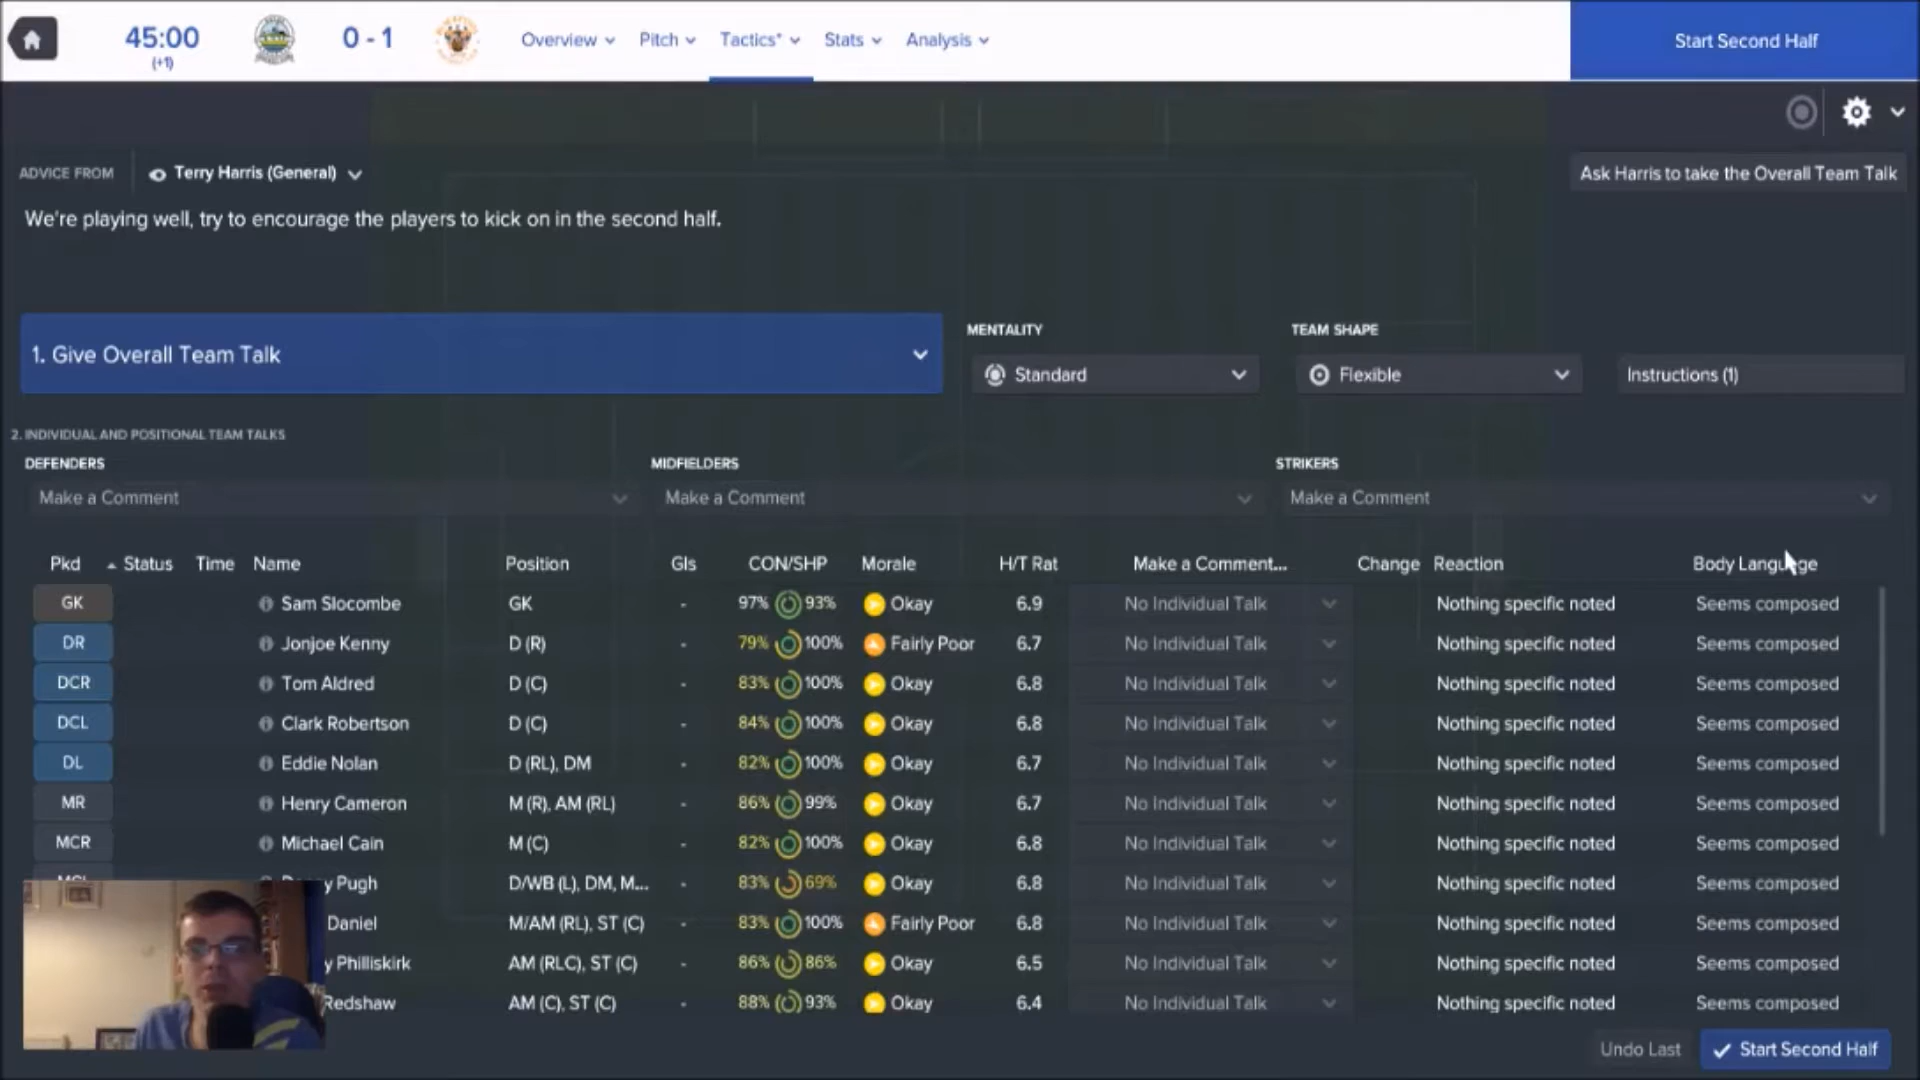 45:00
(+1)
0 - 1
Overview
Pitch
Tactics*
Stats
Analysis
Start Second Half
ADVICE FROM
Terry Harris (General)
Ask Harris to take the Overall Team Talk
We're playing well, try to encourage the players to kick on in the second half.
1. Give Overall Team Talk
MENTALITY
Standard
TEAM SHAPE
Flexible
Instructions (1)
2. INDIVIDUAL AND POSITIONAL TEAM TALKS
DEFENDERS
MIDFIELDERS
STRIKERS
Make a Comment
Make a Comment
Make a Comment
Pkd Status Time Name Position Gls CON/SHP Morale H/T Rat Make a Comment... Change Reaction Body Language
GK Sam Slocombe GK - 97% 93% Okay 6.9 No Individual Talk Nothing specific noted Seems composed
DR Jonjoe Kenny D (R) - 79% 100% Fairly Poor 6.7 No Individual Talk Nothing specific noted Seems composed
DCR Tom Aldred D (C) - 83% 100% Okay 6.8 No Individual Talk Nothing specific noted Seems composed
DCL Clark Robertson D (C) - 84% 100% Okay 6.8 No Individual Talk Nothing specific noted Seems composed
DL Eddie Nolan D (RL), DM - 82% 100% Okay 6.7 No Individual Talk Nothing specific noted Seems composed
MR Henry Cameron M (R), AM (RL) - 86% 99% Okay 6.7 No Individual Talk Nothing specific noted Seems composed
MCR Michael Cain M (C) - 82% 100% Okay 6.8 No Individual Talk Nothing specific noted Seems composed
Pugh D/WB (L), DM, M... - 83% 69% Okay 6.8 No Individual Talk Nothing specific noted Seems composed
Daniel M/AM (RL), ST (C) - 83% 100% Fairly Poor 6.8 No Individual Talk Nothing specific noted Seems composed
y Philliskirk AM (RLC), ST (C) - 86% 86% Okay 6.5 No Individual Talk Nothing specific noted Seems composed
Redshaw AM (C), ST (C) - 88% 93% Okay 6.4 No Individual Talk Nothing specific noted Seems composed
Undo Last
Start Second Half